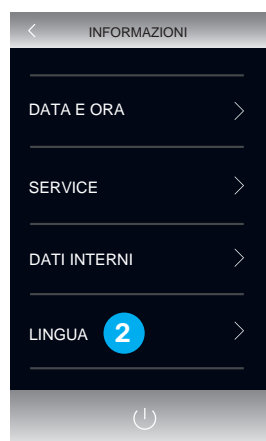 INFORMAZIONI
DATA E ORA
SERVICE
DATI INTERNI
LINGUA 2